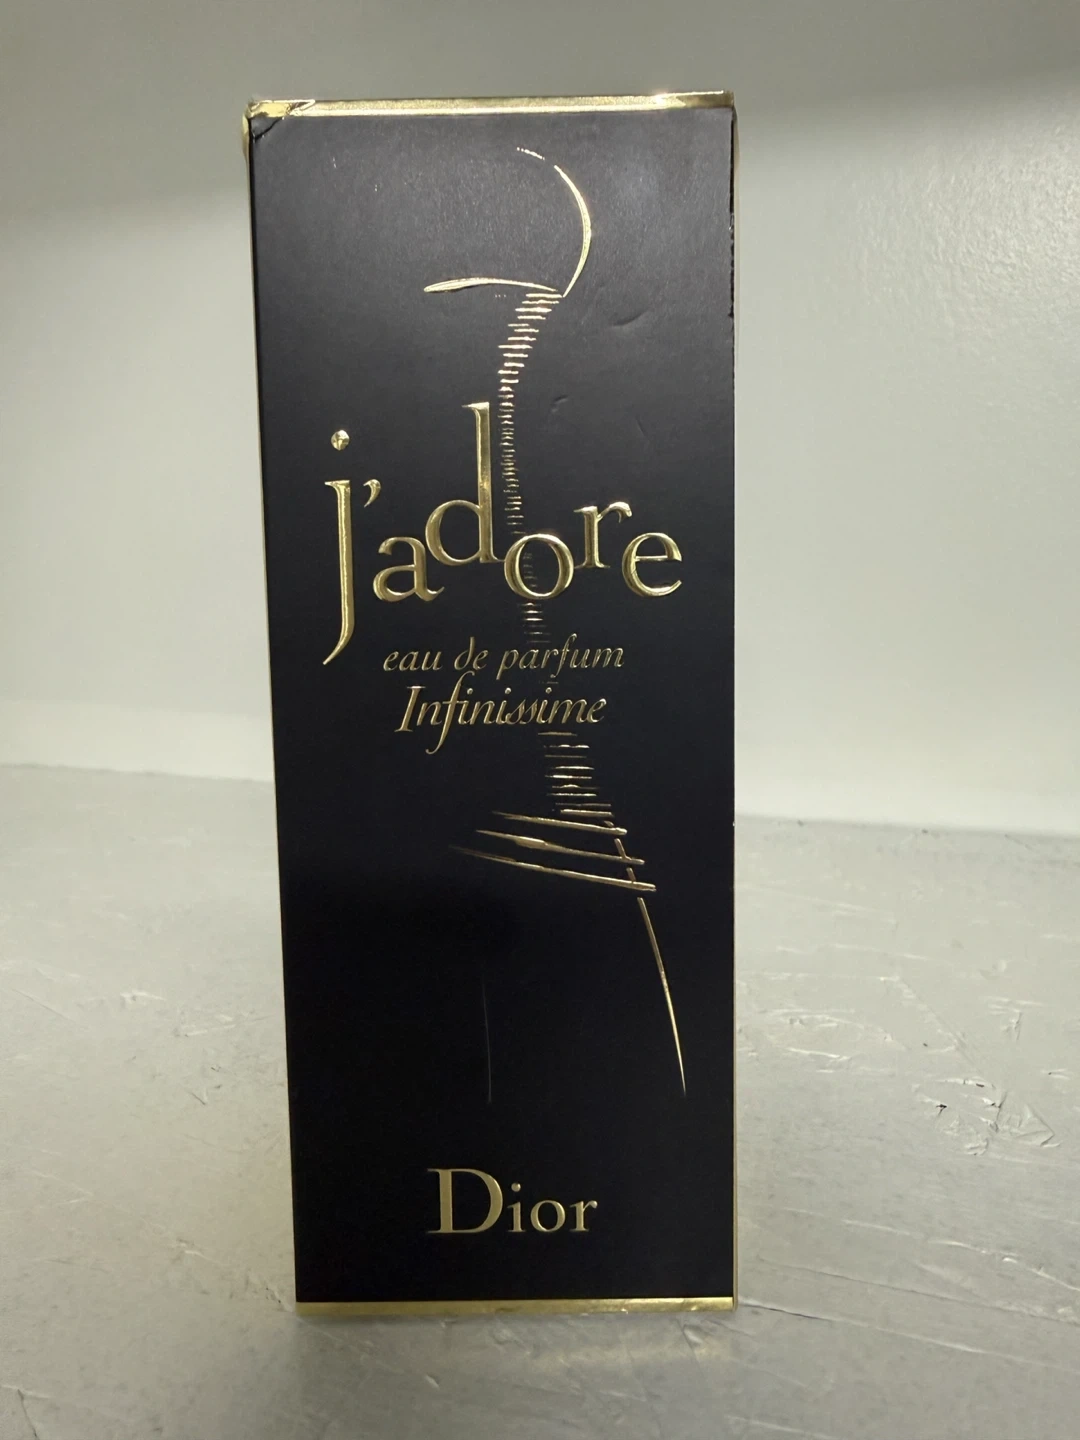 j'adore
eau de parfum
Infinissime
Dior